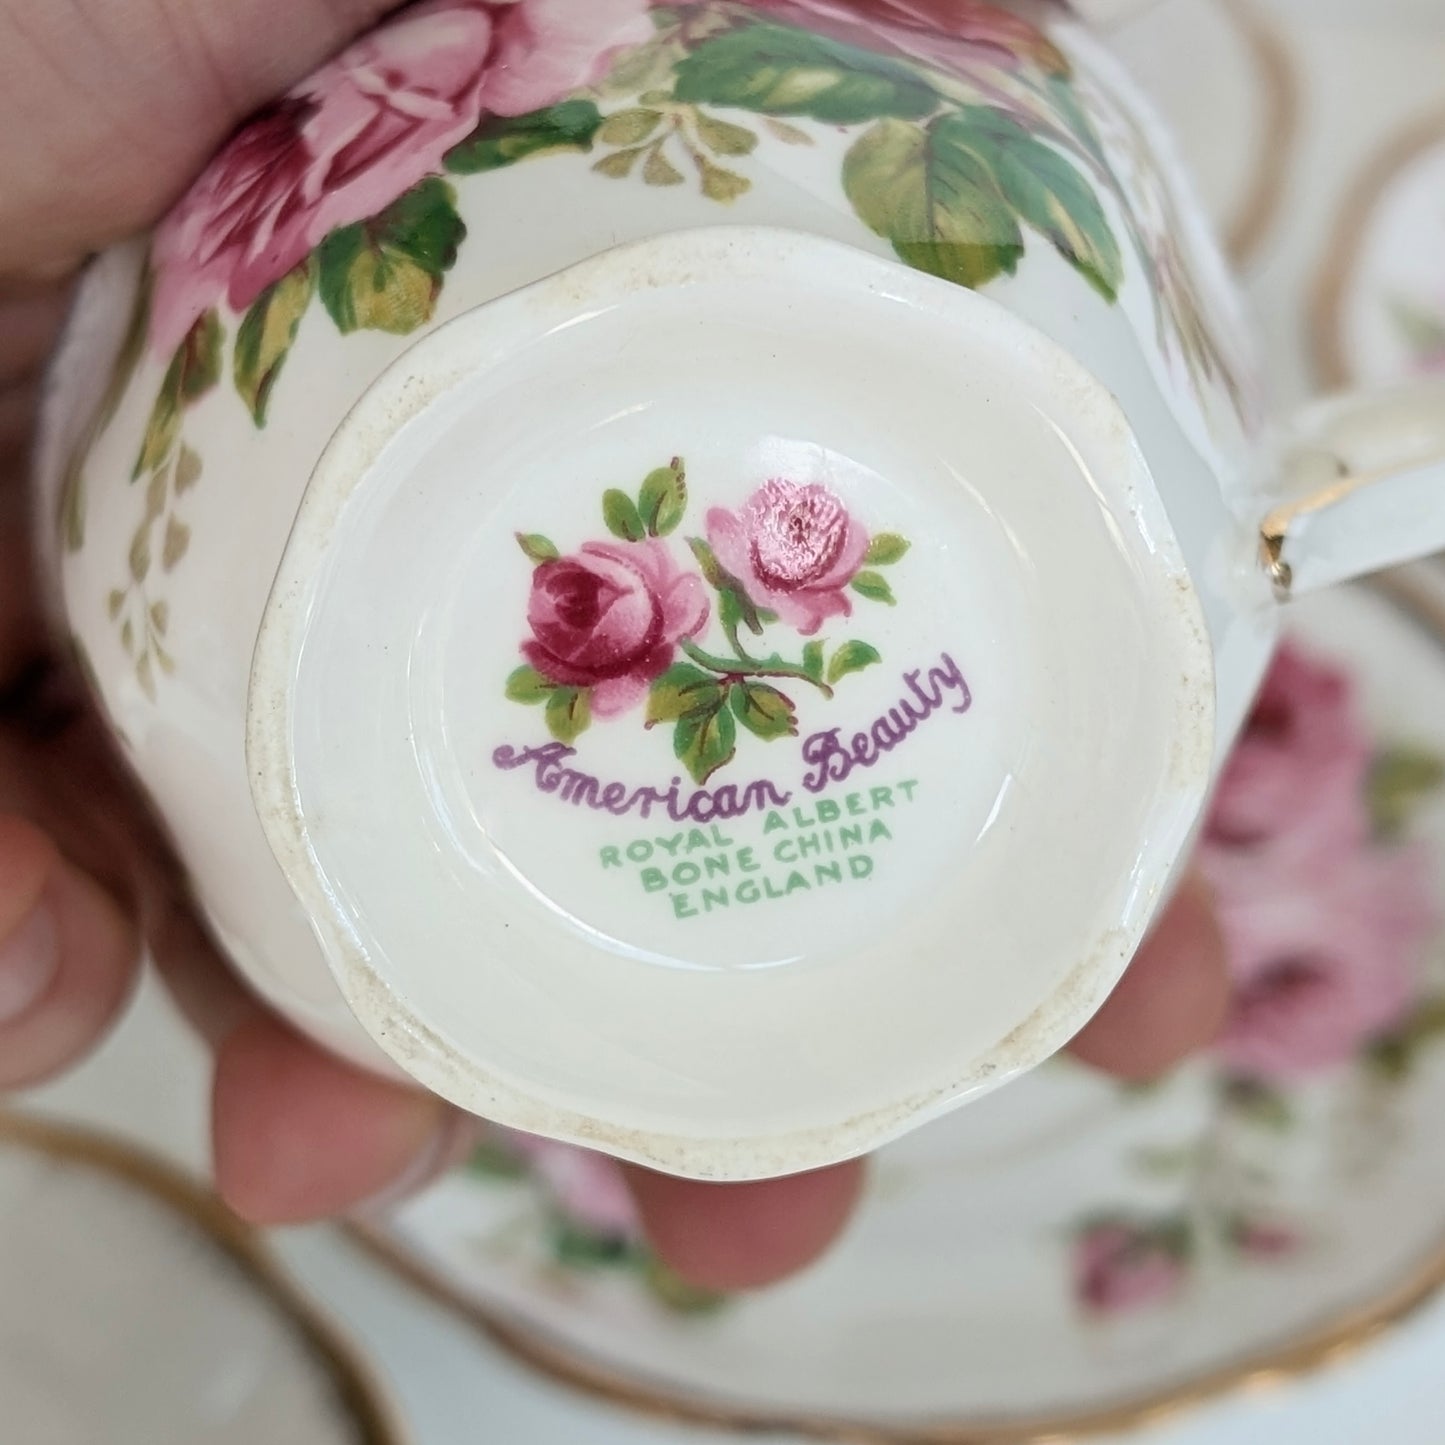 American Beauty
ROYAL ALBERT
BONE CHINA
ENGLAND